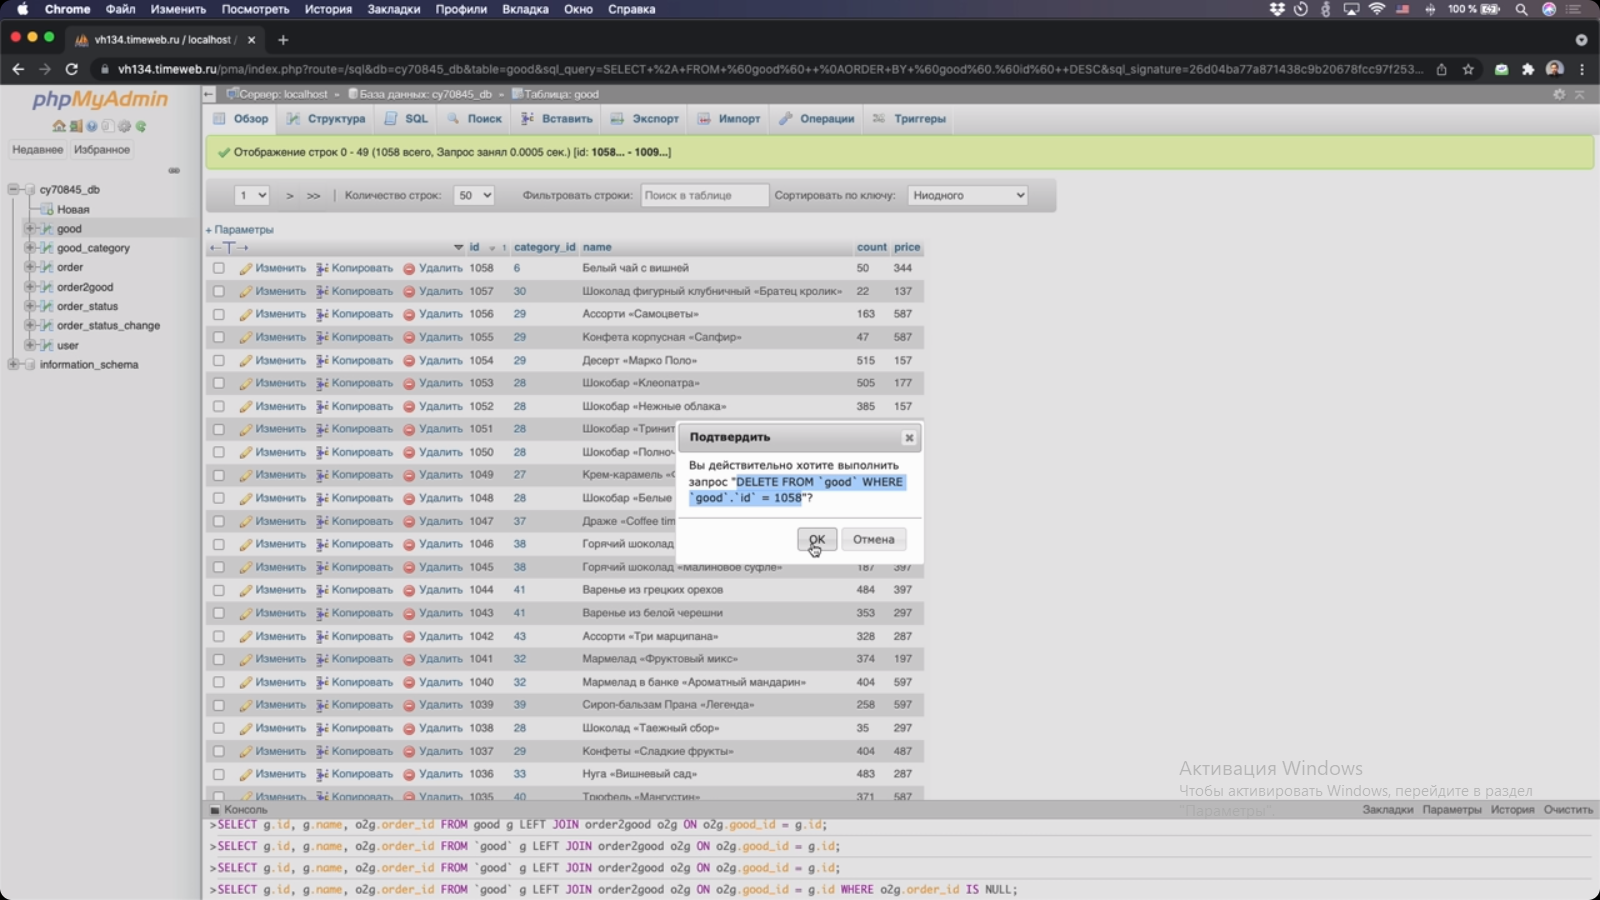 Chrome Файл Изменить Посмотреть История Закладки Профили Вкладка Окно Справка 100 %
vh134.timeweb.ru / localhost /
vh134.timeweb.ru/pma/index.php?route=/sql&db=cy70845_db&table=good&sql_query=SELECT+%2A+FROM+%60good%60++%0AORDER+BY+%60good%60.%60id%60++DESC&sql_signature=26d04ba77a871438c9b20678fcc97f253...
phpMyAdmin
Недавнее Избранное
cy70845_db
Новая
good
good_category
order
order2good
order_status
order_status_change
user
information_schema
Сервер: localhost » База данных: cy70845_db » Таблица: good
Обзор Структура SQL Поиск Вставить Экспорт Импорт Операции Триггеры
Отображение строк 0 - 49 (1058 всего, Запрос занял 0.0005 сек.) [id: 1058... - 1009...]
1 > >> | Количество строк: 50 Фильтровать строки: Поиск в таблице Сортировать по ключу: Ниодного
+ Параметры
←T→ id 1 category_id name count price
Изменить Копировать Удалить 1058 6 Белый чай с вишней 50 344
Изменить Копировать Удалить 1057 30 Шоколад фигурный клубничный «Братец кролик» 22 137
Изменить Копировать Удалить 1056 29 Ассорти «Самоцветы» 163 587
Изменить Копировать Удалить 1055 29 Конфета корпусная «Сапфир» 47 587
Изменить Копировать Удалить 1054 29 Десерт «Марко Поло» 515 157
Изменить Копировать Удалить 1053 28 Шокобар «Клеопатра» 505 177
Изменить Копировать Удалить 1052 28 Шокобар «Нежные облака» 385 157
Изменить Копировать Удалить 1051 28 Шокобар «Тринит
Изменить Копировать Удалить 1050 28 Шокобар «Полноч
Изменить Копировать Удалить 1049 27 Крем-карамель
Изменить Копировать Удалить 1048 28 Шокобар «Белые
Изменить Копировать Удалить 1047 37 Драже «Coffee tim
Изменить Копировать Удалить 1046 38 Горячий шоколад
Изменить Копировать Удалить 1045 38 Горячий шоколад «Малиновое суфле» 187 397
Изменить Копировать Удалить 1044 41 Варенье из грецких орехов 484 397
Изменить Копировать Удалить 1043 41 Варенье из белой черешни 353 297
Изменить Копировать Удалить 1042 43 Ассорти «Три марципана» 328 287
Изменить Копировать Удалить 1041 32 Мармелад «Фруктовый микс» 374 197
Изменить Копировать Удалить 1040 32 Мармелад в банке «Ароматный мандарин» 404 597
Изменить Копировать Удалить 1039 39 Сироп-бальзам Прана «Легенда» 258 597
Изменить Копировать Удалить 1038 28 Шоколад «Таежный сбор» 35 297
Изменить Копировать Удалить 1037 29 Конфеты «Сладкие фрукты» 404 487
Изменить Копировать Удалить 1036 33 Нуга «Вишневый сад» 483 287
Изменить Копировать Удалить 1035 40 Трюфель «Мангустин» 371 587
Подтвердить
Вы действительно хотите выполнить
запрос "DELETE FROM `good` WHERE
`good`.`id` = 1058"?
OK Отмена
Активация Windows
Чтобы активировать Windows, перейдите в раздел
"Параметры".
Консоль Закладки Параметры История Очистить
>SELECT g.id, g.name, o2g.order_id FROM good g LEFT JOIN order2good o2g ON o2g.good_id = g.id;
>SELECT g.id, g.name, o2g.order_id FROM `good` g LEFT JOIN order2good o2g ON o2g.good_id = g.id;
>SELECT g.id, g.name, o2g.order_id FROM `good` g LEFT JOIN order2good o2g ON o2g.good_id = g.id;
>SELECT g.id, g.name, o2g.order_id FROM `good` g LEFT JOIN order2good o2g ON o2g.good_id = g.id WHERE o2g.order_id IS NULL;